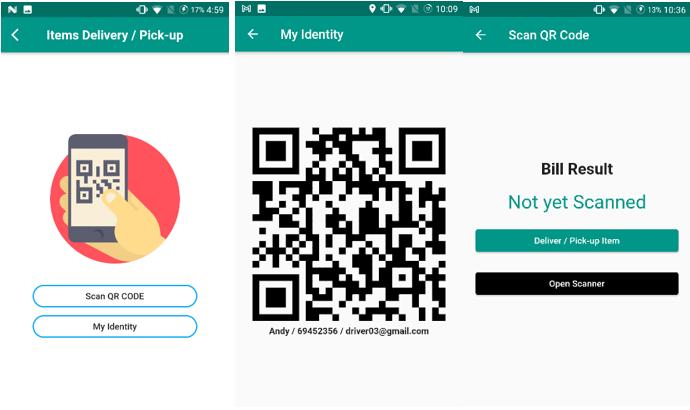 17% 4:59
Items Delivery / Pick-up
Scan QR CODE
My Identity
10:09
My Identity
Andy / 69452356 / driver03@gmail.com
13% 10:36
Scan QR Code
Bill Result
Not yet Scanned
Deliver / Pick-up Item
Open Scanner